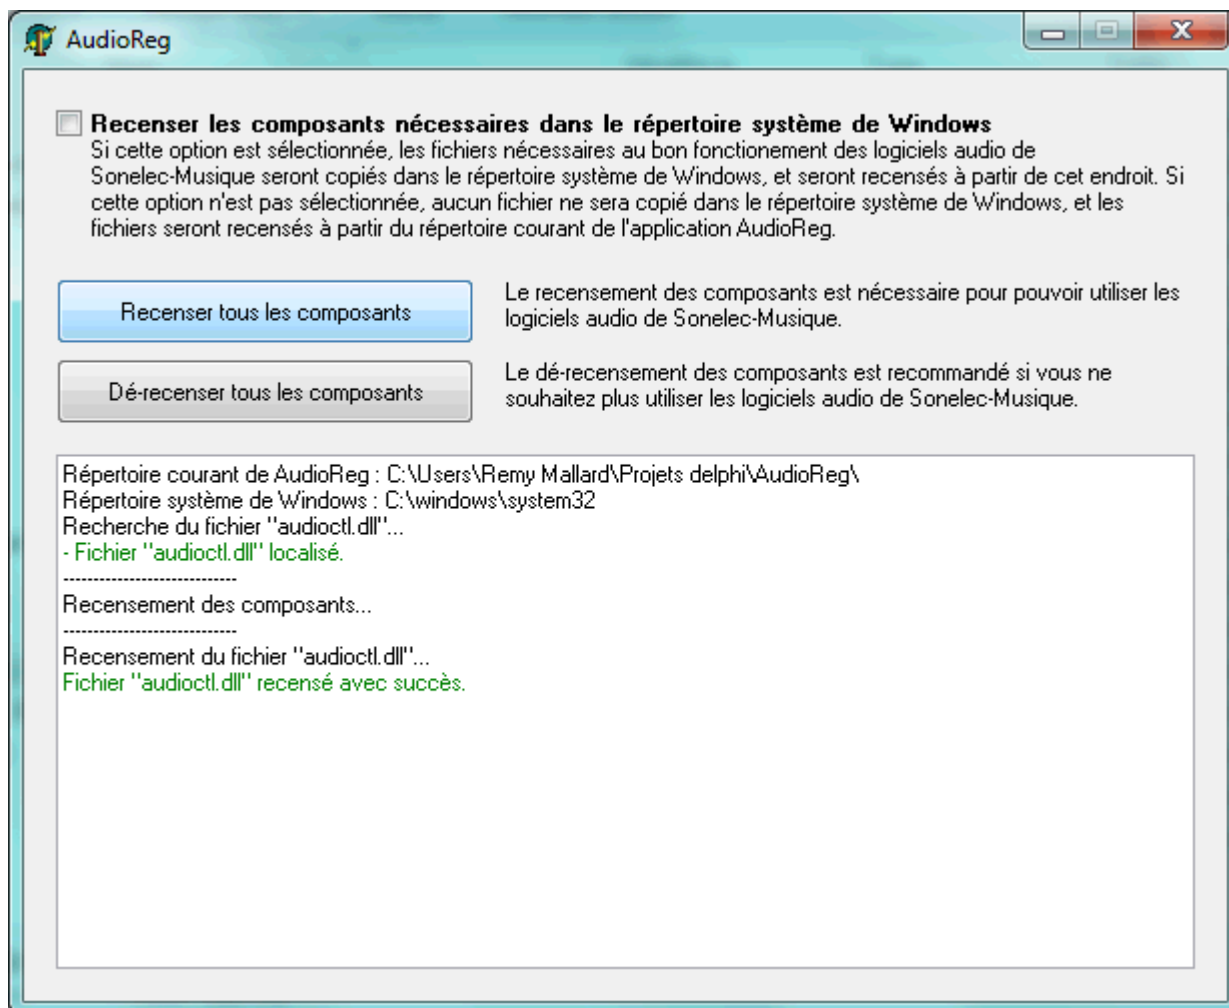 AudioReg
Recenser les composants nécessaires dans le répertoire système de Windows
Si cette option est sélectionnée, les fichiers nécessaires au bon fonctionement des logiciels audio de
Sonelec-Musique seront copiés dans le répertoire système de Windows, et seront recensés à partir de cet endroit. Si
cette option n'est pas sélectionnée, aucun fichier ne sera copié dans le répertoire système de Windows, et les
fichiers seront recensés à partir du répertoire courant de l'application AudioReg.
Recenser tous les composants
Le recensement des composants est nécessaire pour pouvoir utiliser les
logiciels audio de Sonelec-Musique.
Dé-recenser tous les composants
Le dé-recensement des composants est recommandé si vous ne
souhaitez plus utiliser les logiciels audio de Sonelec-Musique.
Répertoire courant de AudioReg : C:\Users\Remy Mallard\Projets delphi\AudioReg\
Répertoire système de Windows : C:\windows\system32
Recherche du fichier "audioctl.dll"...
- Fichier "audioctl.dll" localisé.
-----------------------------
Recensement des composants...
-----------------------------
Recensement du fichier "audioctl.dll"...
Fichier "audioctl.dll" recensé avec succès.